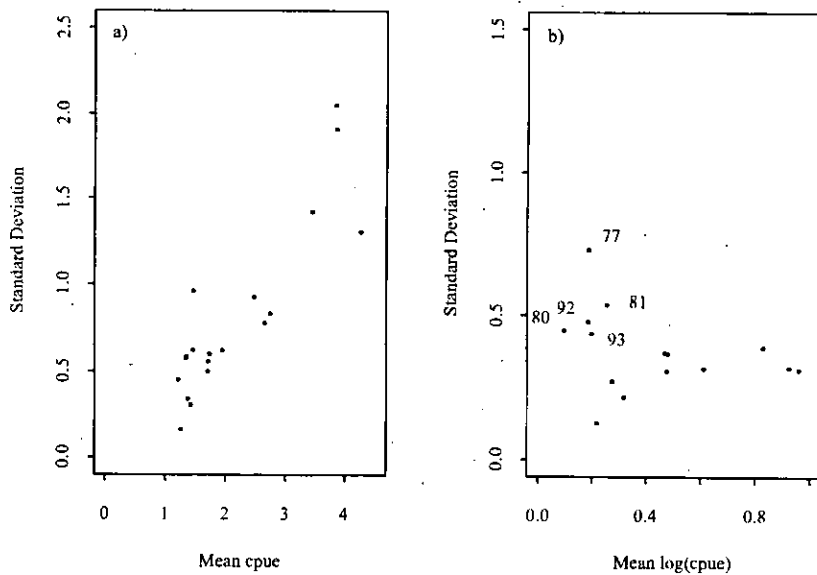 a)
Standard Deviation
0.0 0.5 1.0 1.5 2.0 2.5
0 1 2 3 4
Mean cpue
b)
Standard Deviation
0.0 0.5 1.0 1.5
77
81
92
80
93
0.0 0.4 0.8
Mean log(cpue)